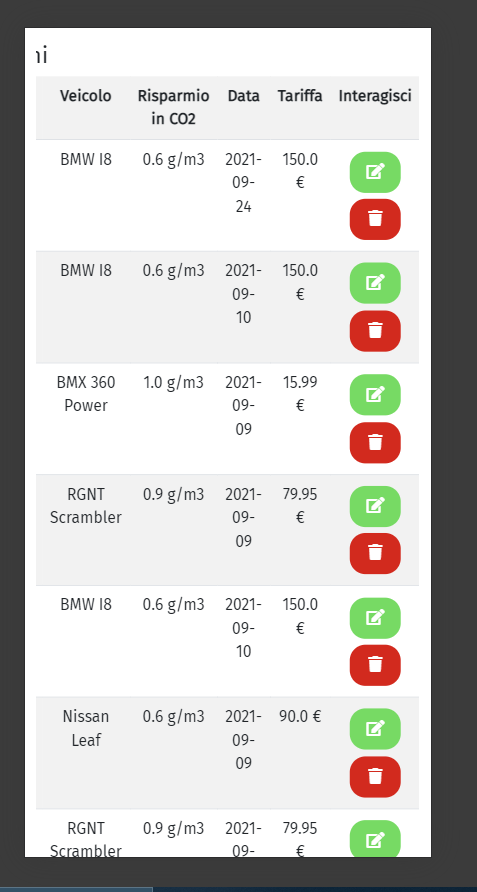 ni
Veicolo Risparmio in CO2 Data Tariffa Interagisci
BMW I8 0.6 g/m3 2021-09-24 150.0 €
BMW I8 0.6 g/m3 2021-09-10 150.0 €
BMX 360 Power 1.0 g/m3 2021-09-09 15.99 €
RGNT Scrambler 0.9 g/m3 2021-09-09 79.95 €
BMW I8 0.6 g/m3 2021-09-10 150.0 €
Nissan Leaf 0.6 g/m3 2021-09-09 90.0 €
RGNT Scrambler 0.9 g/m3 2021-09- 79.95 €